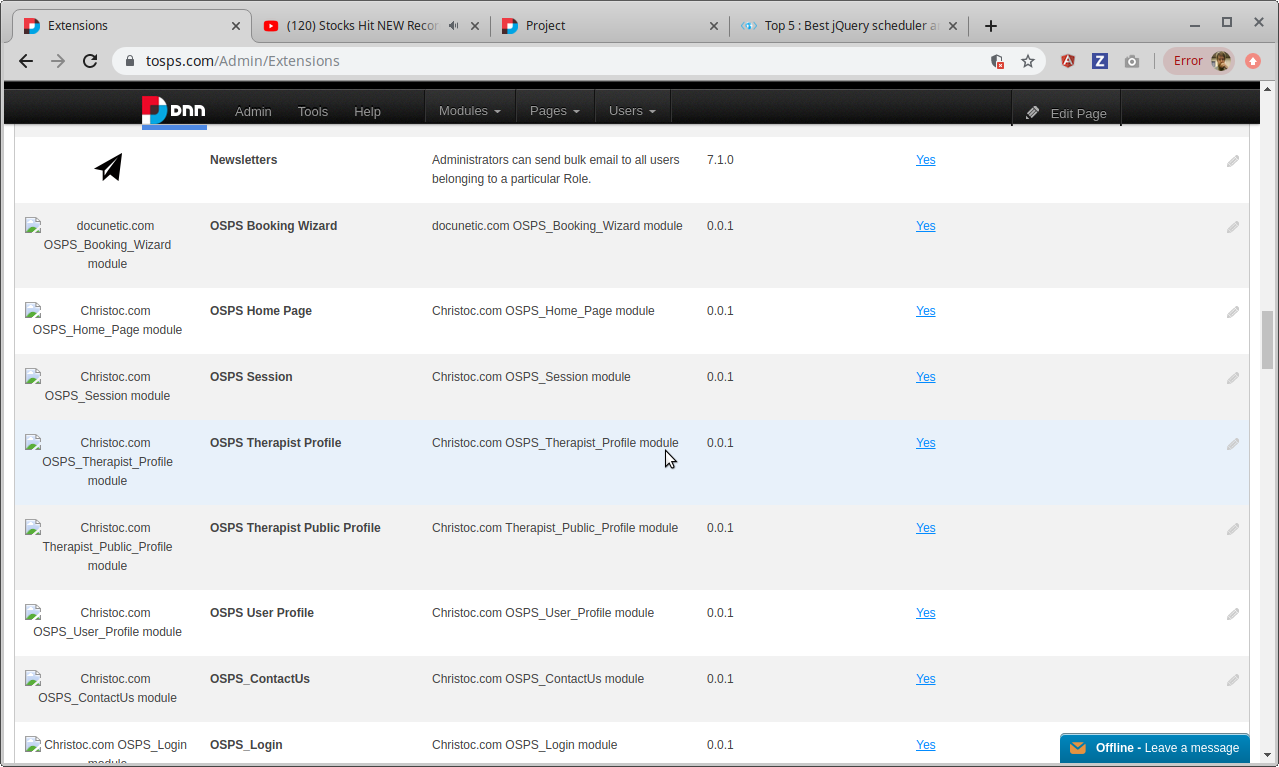 Extensions
(120) Stocks Hit NEW Recor
Project
Top 5 : Best jQuery scheduler a
tosps.com/Admin/Extensions
Z
Error
DNN
Admin
Tools
Help
Modules
Pages
Users
Edit Page
Newsletters
Administrators can send bulk email to all users
belonging to a particular Role.
7.1.0
Yes
docunetic.com
OSPS_Booking_Wizard
module
OSPS Booking Wizard
docunetic.com OSPS_Booking_Wizard module
0.0.1
Yes
Christoc.com
OSPS_Home_Page module
OSPS Home Page
Christoc.com OSPS_Home_Page module
0.0.1
Yes
Christoc.com
OSPS_Session module
OSPS Session
Christoc.com OSPS_Session module
0.0.1
Yes
Christoc.com
OSPS_Therapist_Profile
module
OSPS Therapist Profile
Christoc.com OSPS_Therapist_Profile module
0.0.1
Yes
Christoc.com
Therapist_Public_Profile
module
OSPS Therapist Public Profile
Christoc.com Therapist_Public_Profile module
0.0.1
Yes
Christoc.com
OSPS_User_Profile module
OSPS User Profile
Christoc.com OSPS_User_Profile module
0.0.1
Yes
Christoc.com
OSPS_ContactUs module
OSPS_ContactUs
Christoc.com OSPS_ContactUs module
0.0.1
Yes
Christoc.com OSPS_Login
module
OSPS_Login
Christoc.com OSPS_Login module
0.0.1
Yes
Offline - Leave a message